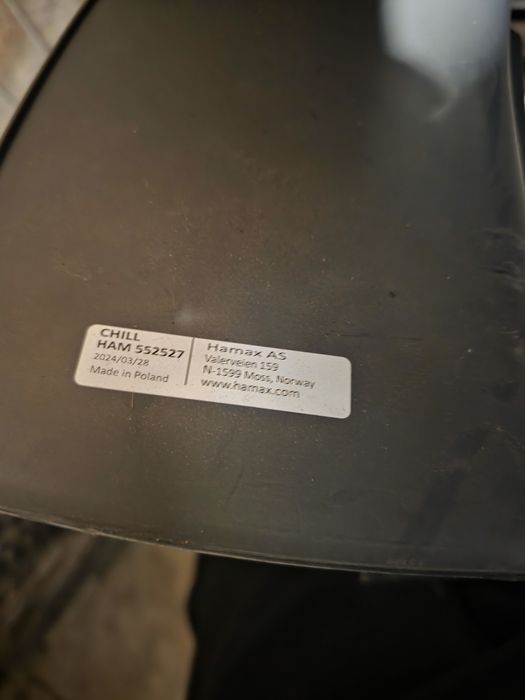 CHILL
HAM 552527
2024/03/28
Made in Poland
Hamax AS
Valerveien 159
N-1599 Moss, Norway
www.hamax.com